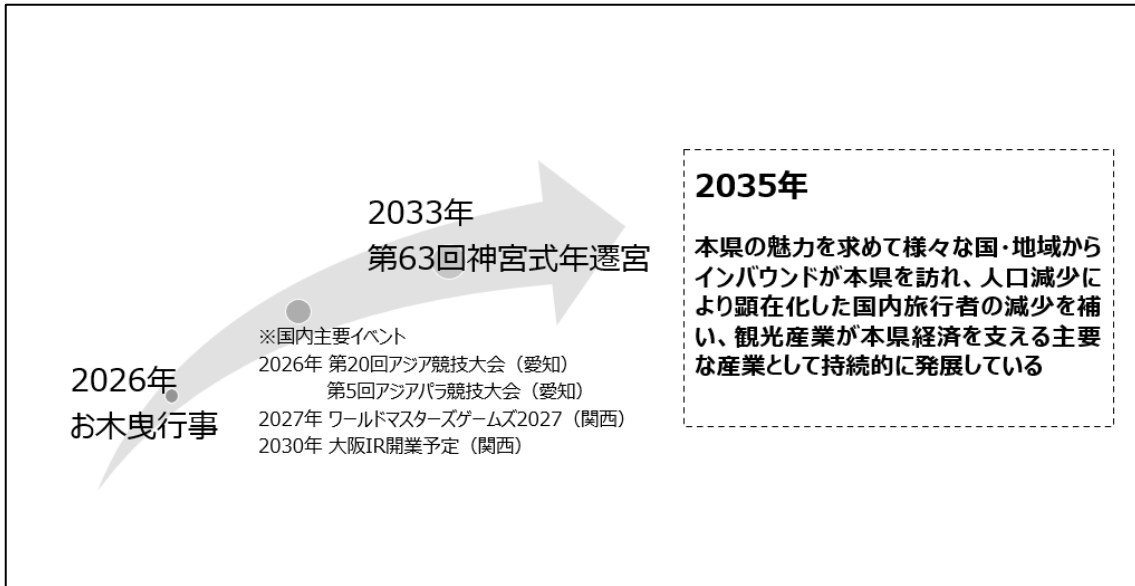 2026年
お木曳行事
2033年
第63回神宮式年遷宮
※国内主要イベント
2026年 第20回アジア競技大会（愛知）
第5回アジアパラ競技大会（愛知）
2027年 ワールドマスターズゲームズ2027（関西）
2030年 大阪IR開業予定（関西）
2035年
本県の魅力を求めて様々な国・地域から
インバウンドが本県を訪れ、人口減少に
より顕在化した国内旅行者の減少を補
い、観光産業が本県経済を支える主要
な産業として持続的に発展している